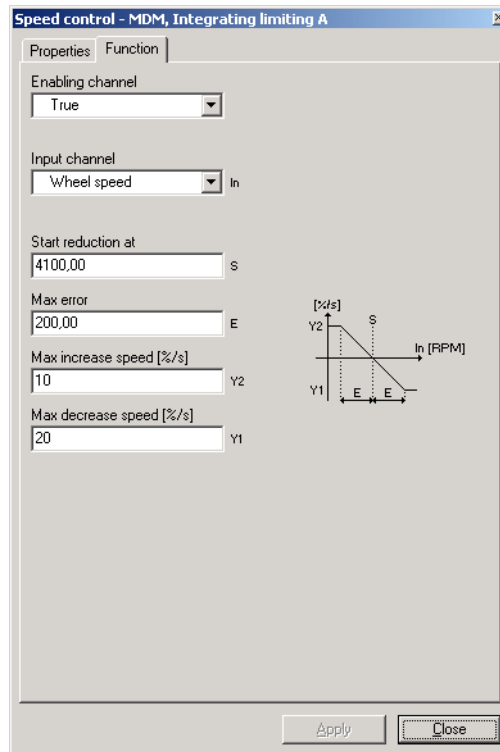 Speed control - MDM, Integrating limiting A
Properties Function
Enabling channel
True
Input channel
Wheel speed In
Start reduction at
4100,00 S
Max error
200,00 E
Max increase speed [%/s]
10 Y2
Max decrease speed [%/s]
20 Y1
[%/s]
S
Y2
In [RPM]
Y1 E E
Apply Close